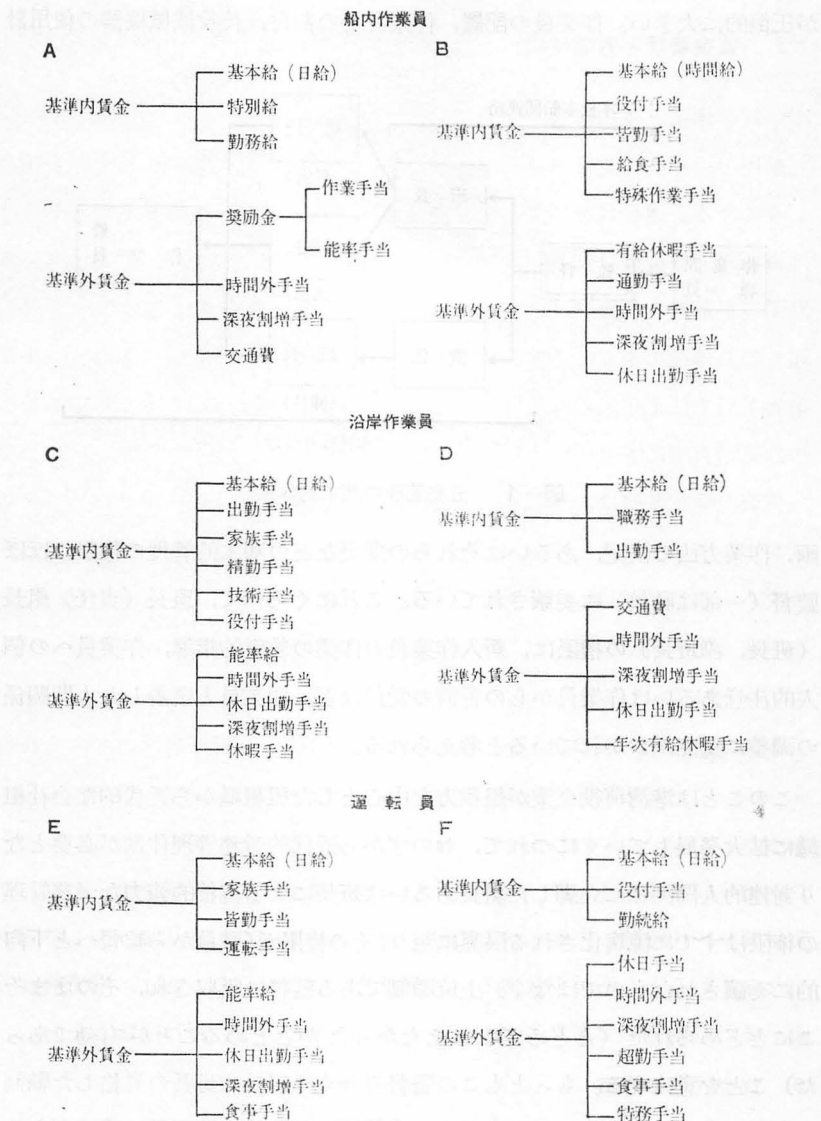 船内作業員
A
基準内賃金
基本給（日給）
特別給
勤務給
基準外賃金
奨励金
作業手当
能率手当
時間外手当
深夜割増手当
交通費
B
基準内賃金
基本給（時間給）
役付手当
皆勤手当
給食手当
特殊作業手当
基準外賃金
有給休暇手当
通勤手当
時間外手当
深夜割増手当
休日出勤手当
沿岸作業員
C
基準内賃金
基本給（日給）
出勤手当
家族手当
精勤手当
技術手当
役付手当
基準外賃金
能率給
時間外手当
休日出勤手当
深夜割増手当
休暇手当
D
基準内賃金
基本給（日給）
職務手当
出勤手当
基準外賃金
交通費
時間外手当
深夜割増手当
休日出勤手当
年次有給休暇手当
運転員
E
基準内賃金
基本給（日給）
家族手当
皆勤手当
運転手当
基準外賃金
能率給
時間外手当
休日出勤手当
深夜割増手当
食事手当
F
基準内賃金
基本給（日給）
役付手当
勤続給
基準外賃金
休日手当
時間外手当
深夜割増手当
超勤手当
食事手当
特務手当